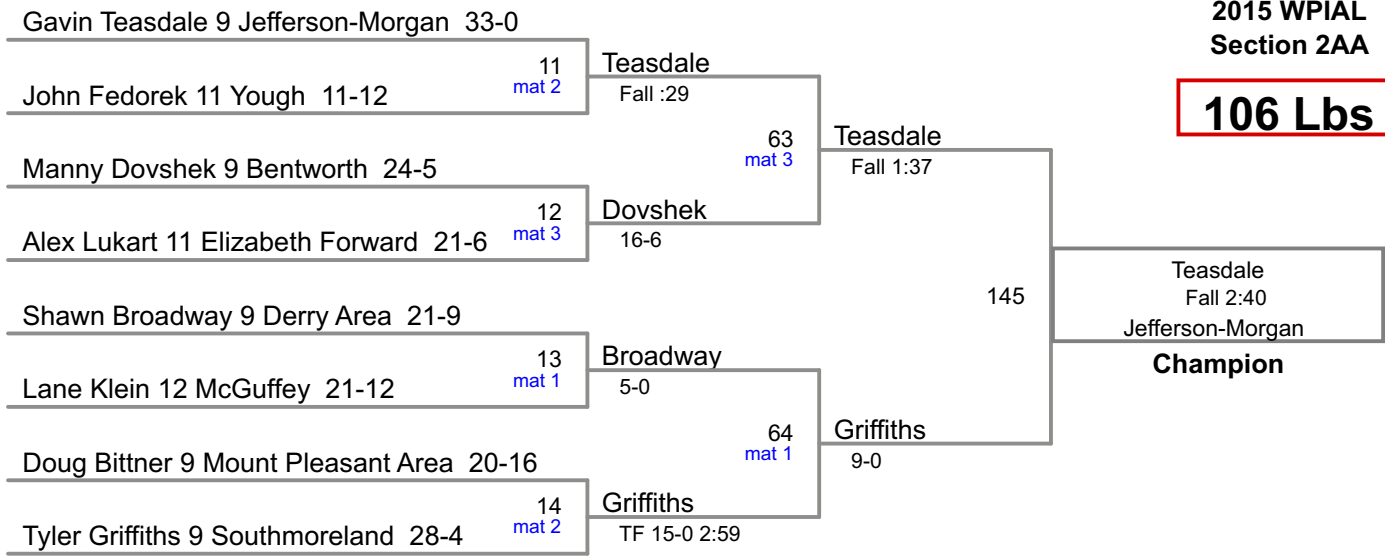 Gavin Teasdale 9 Jefferson-Morgan 33-0
2015 WPIAL
Section 2AA
106 Lbs
11
mat 2
Teasdale
Fall :29
John Fedorek 11 Yough 11-12
63
mat 3
Teasdale
Fall 1:37
Manny Dovshek 9 Bentworth 24-5
12
mat 3
Dovshek
16-6
Alex Lukart 11 Elizabeth Forward 21-6
145
Teasdale
Fall 2:40
Jefferson-Morgan
Champion
Shawn Broadway 9 Derry Area 21-9
13
mat 1
Broadway
5-0
Lane Klein 12 McGuffey 21-12
64
mat 1
Griffiths
9-0
Doug Bittner 9 Mount Pleasant Area 20-16
14
mat 2
Griffiths
TF 15-0 2:59
Tyler Griffiths 9 Southmoreland 28-4